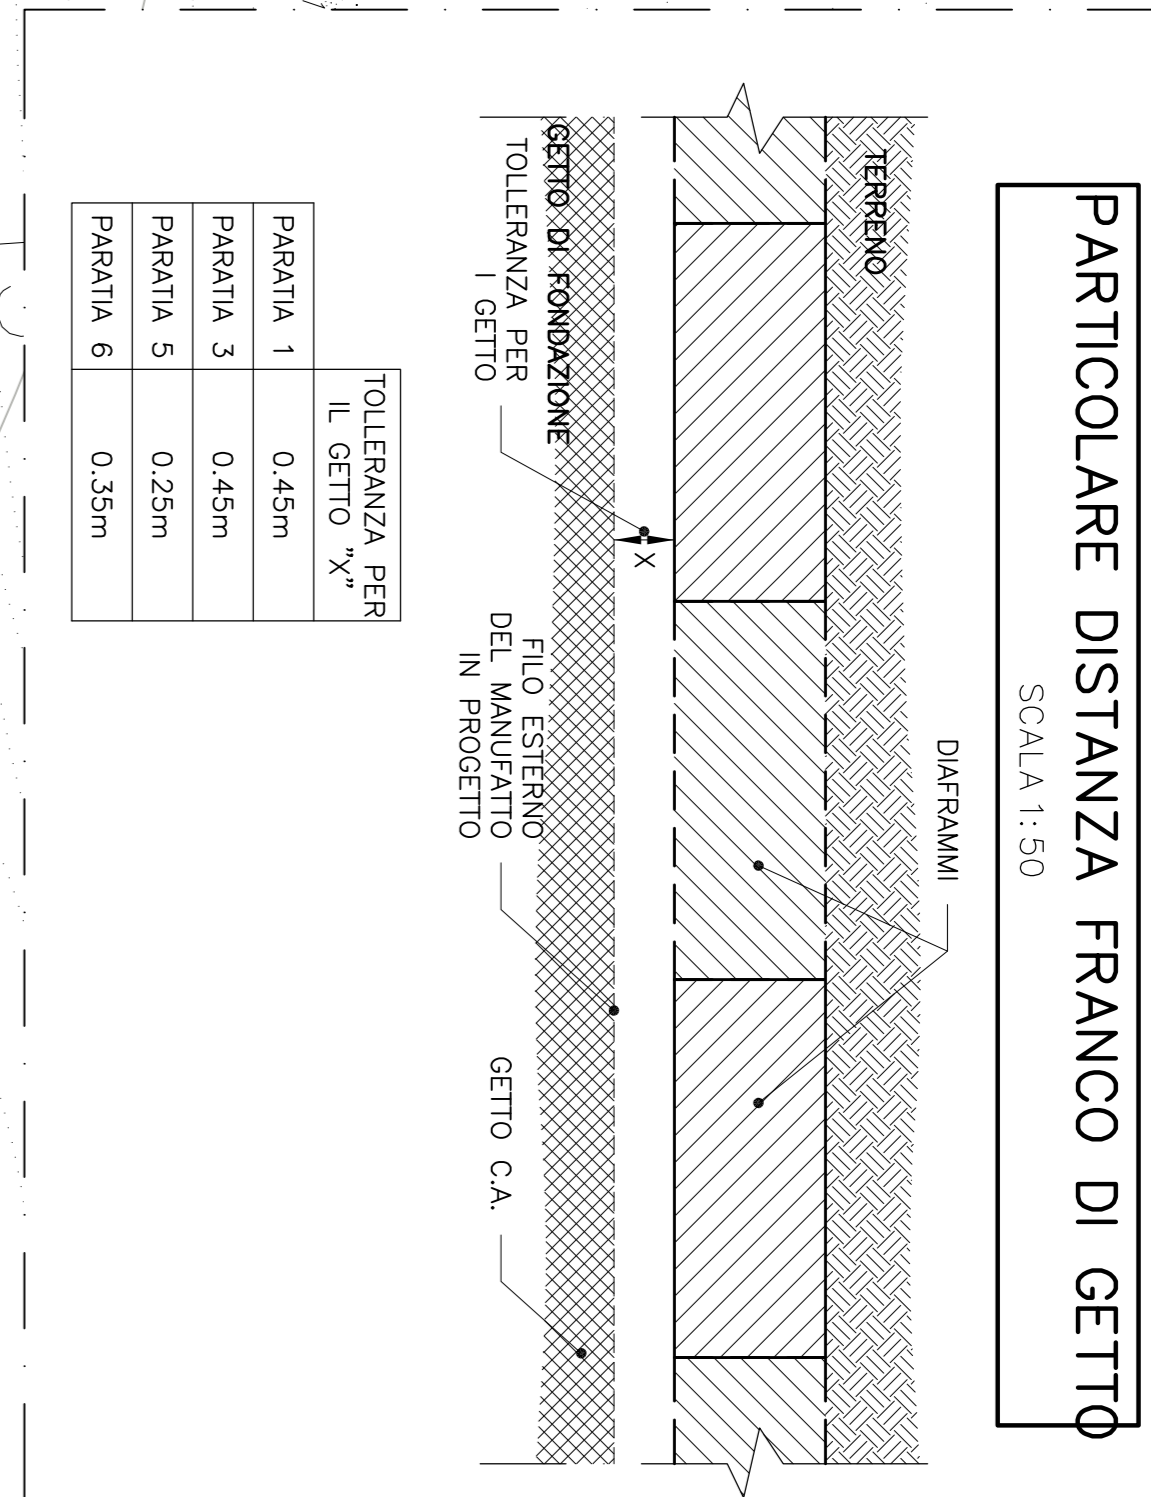 PARTICOLARE DISTANZA FRANCO DI GETTO
SCALA 1:50
DIAFRAMMI
TERRENO
X
GETTO DI FONDAZIONE
TOLLERANZA PER
I GETTO
FILO ESTERNO
DEL MANUFATTO
IN PROGETTO
GETTO C.A.
TOLLERANZA PER
IL GETTO "x"
PARATIA 1 0.45m
PARATIA 3 0.45m
PARATIA 5 0.25m
PARATIA 6 0.35m